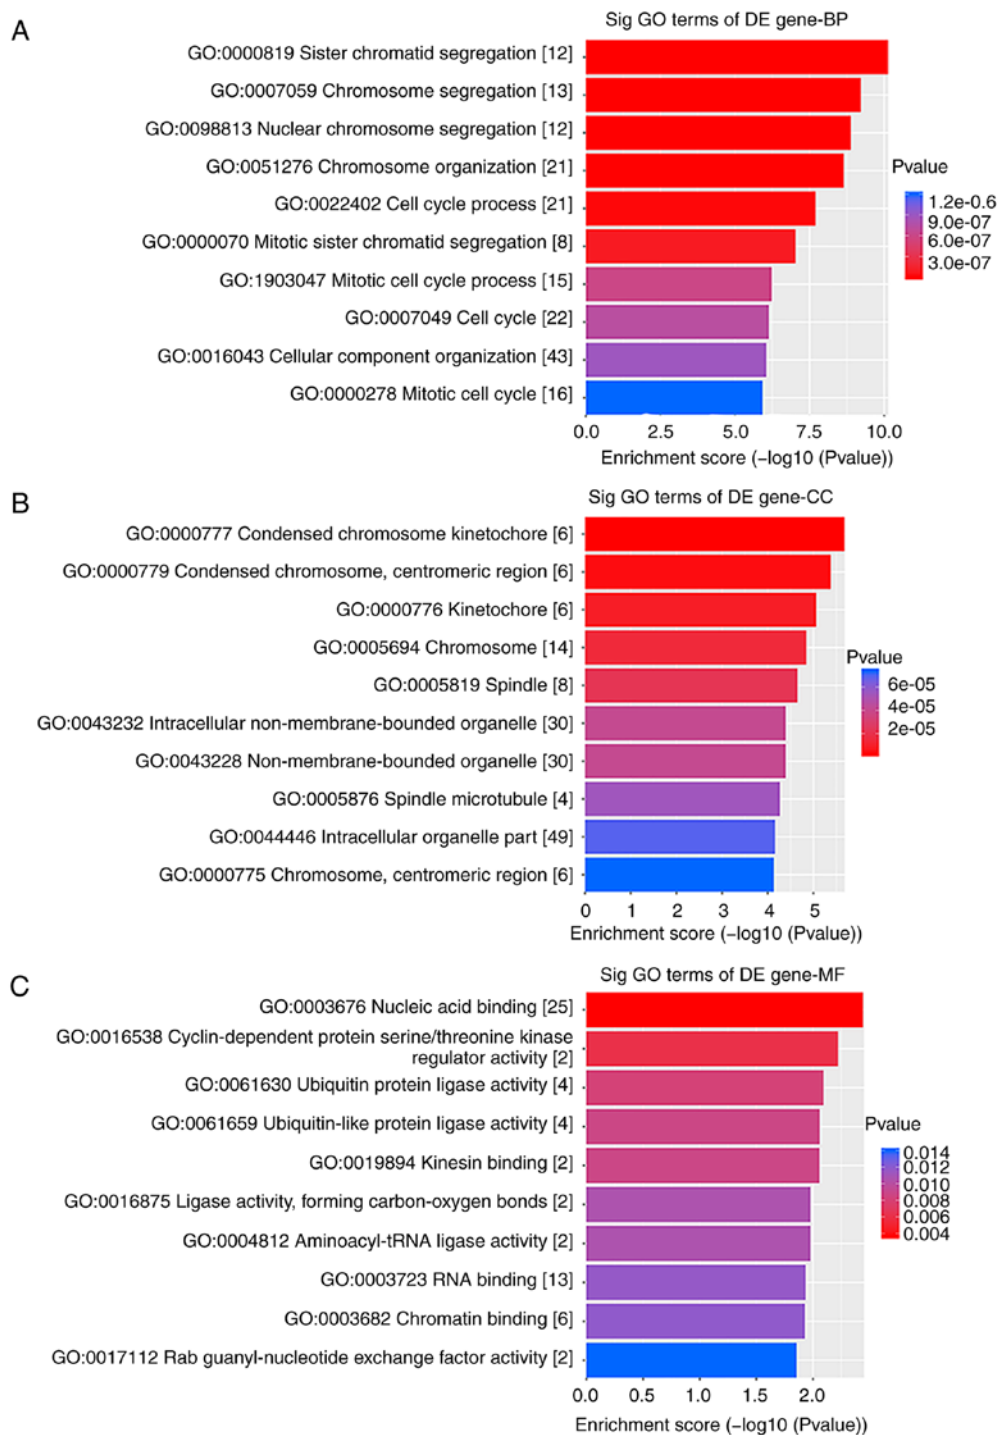 A
Sig GO terms of DE gene-BP
GO:0000819 Sister chromatid segregation [12]
GO:0007059 Chromosome segregation [13]
GO:0098813 Nuclear chromosome segregation [12]
GO:0051276 Chromosome organization [21]
GO:0022402 Cell cycle process [21]
GO:0000070 Mitotic sister chromatid segregation [8]
GO:1903047 Mitotic cell cycle process [15]
GO:0007049 Cell cycle [22]
GO:0016043 Cellular component organization [43]
GO:0000278 Mitotic cell cycle [16]
Pvalue
1.2e-0.6
9.0e-07
6.0e-07
3.0e-07
0.0 2.5 5.0 7.5 10.0
Enrichment score (−log10 (Pvalue))
B
Sig GO terms of DE gene-CC
GO:0000777 Condensed chromosome kinetochore [6]
GO:0000779 Condensed chromosome, centromeric region [6]
GO:0000776 Kinetochore [6]
GO:0005694 Chromosome [14]
GO:0005819 Spindle [8]
GO:0043232 Intracellular non-membrane-bounded organelle [30]
GO:0043228 Non-membrane-bounded organelle [30]
GO:0005876 Spindle microtubule [4]
GO:0044446 Intracellular organelle part [49]
GO:0000775 Chromosome, centromeric region [6]
Pvalue
6e-05
4e-05
2e-05
0 1 2 3 4 5
Enrichment score (−log10 (Pvalue))
C
Sig GO terms of DE gene-MF
GO:0003676 Nucleic acid binding [25]
GO:0016538 Cyclin-dependent protein serine/threonine kinase
regulator activity [2]
GO:0061630 Ubiquitin protein ligase activity [4]
GO:0061659 Ubiquitin-like protein ligase activity [4]
GO:0019894 Kinesin binding [2]
GO:0016875 Ligase activity, forming carbon-oxygen bonds [2]
GO:0004812 Aminoacyl-tRNA ligase activity [2]
GO:0003723 RNA binding [13]
GO:0003682 Chromatin binding [6]
GO:0017112 Rab guanyl-nucleotide exchange factor activity [2]
Pvalue
0.014
0.012
0.010
0.008
0.006
0.004
0.0 0.5 1.0 1.5 2.0
Enrichment score (−log10 (Pvalue))